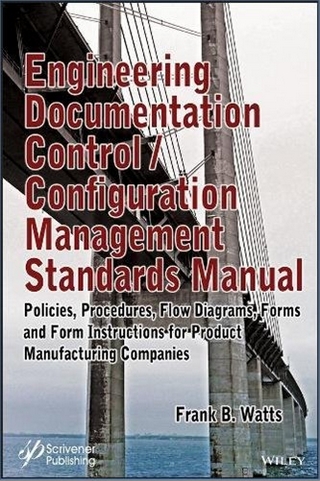 Engineering
Documentation
Control /
Configuration
Management
Standards Manual
Policies, Procedures, Flow Diagrams, Forms
and Form Instructions for Product
Manufacturing Companies
Frank B. Watts
Scrivener
Publishing
WILEY